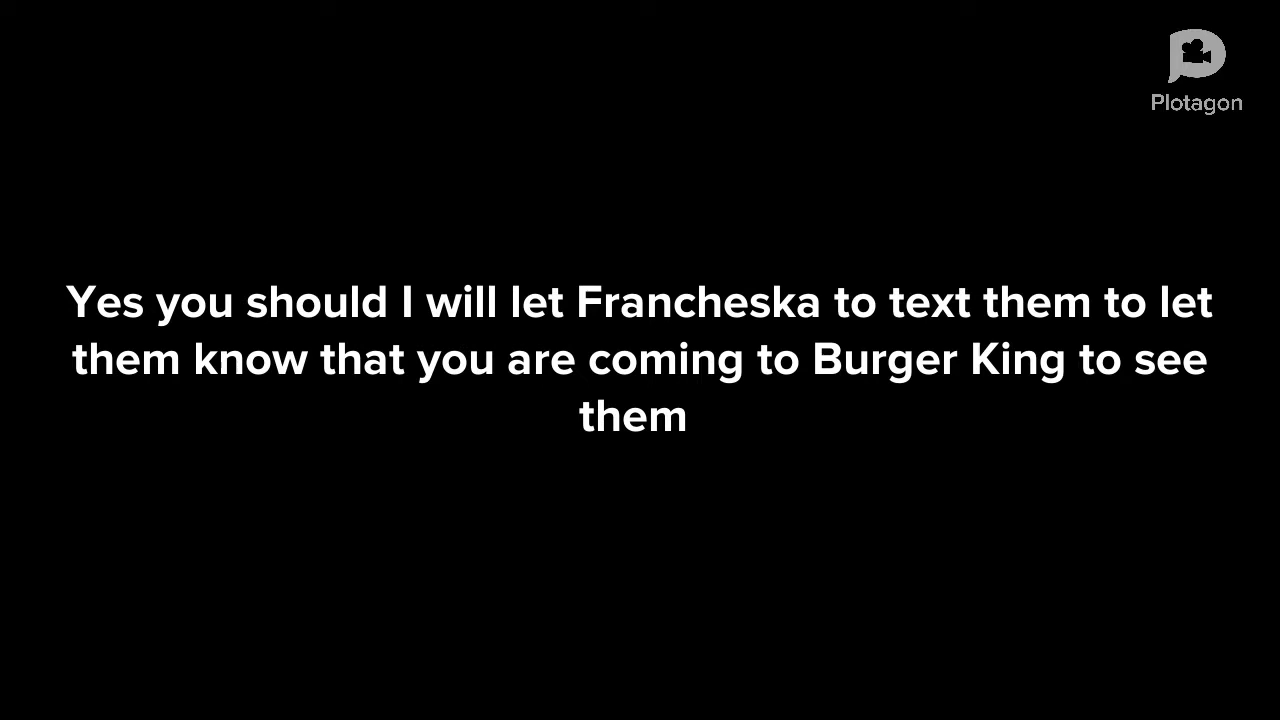 Plotagon
Yes you should I will let Francheska to text them to let
them know that you are coming to Burger King to see
them